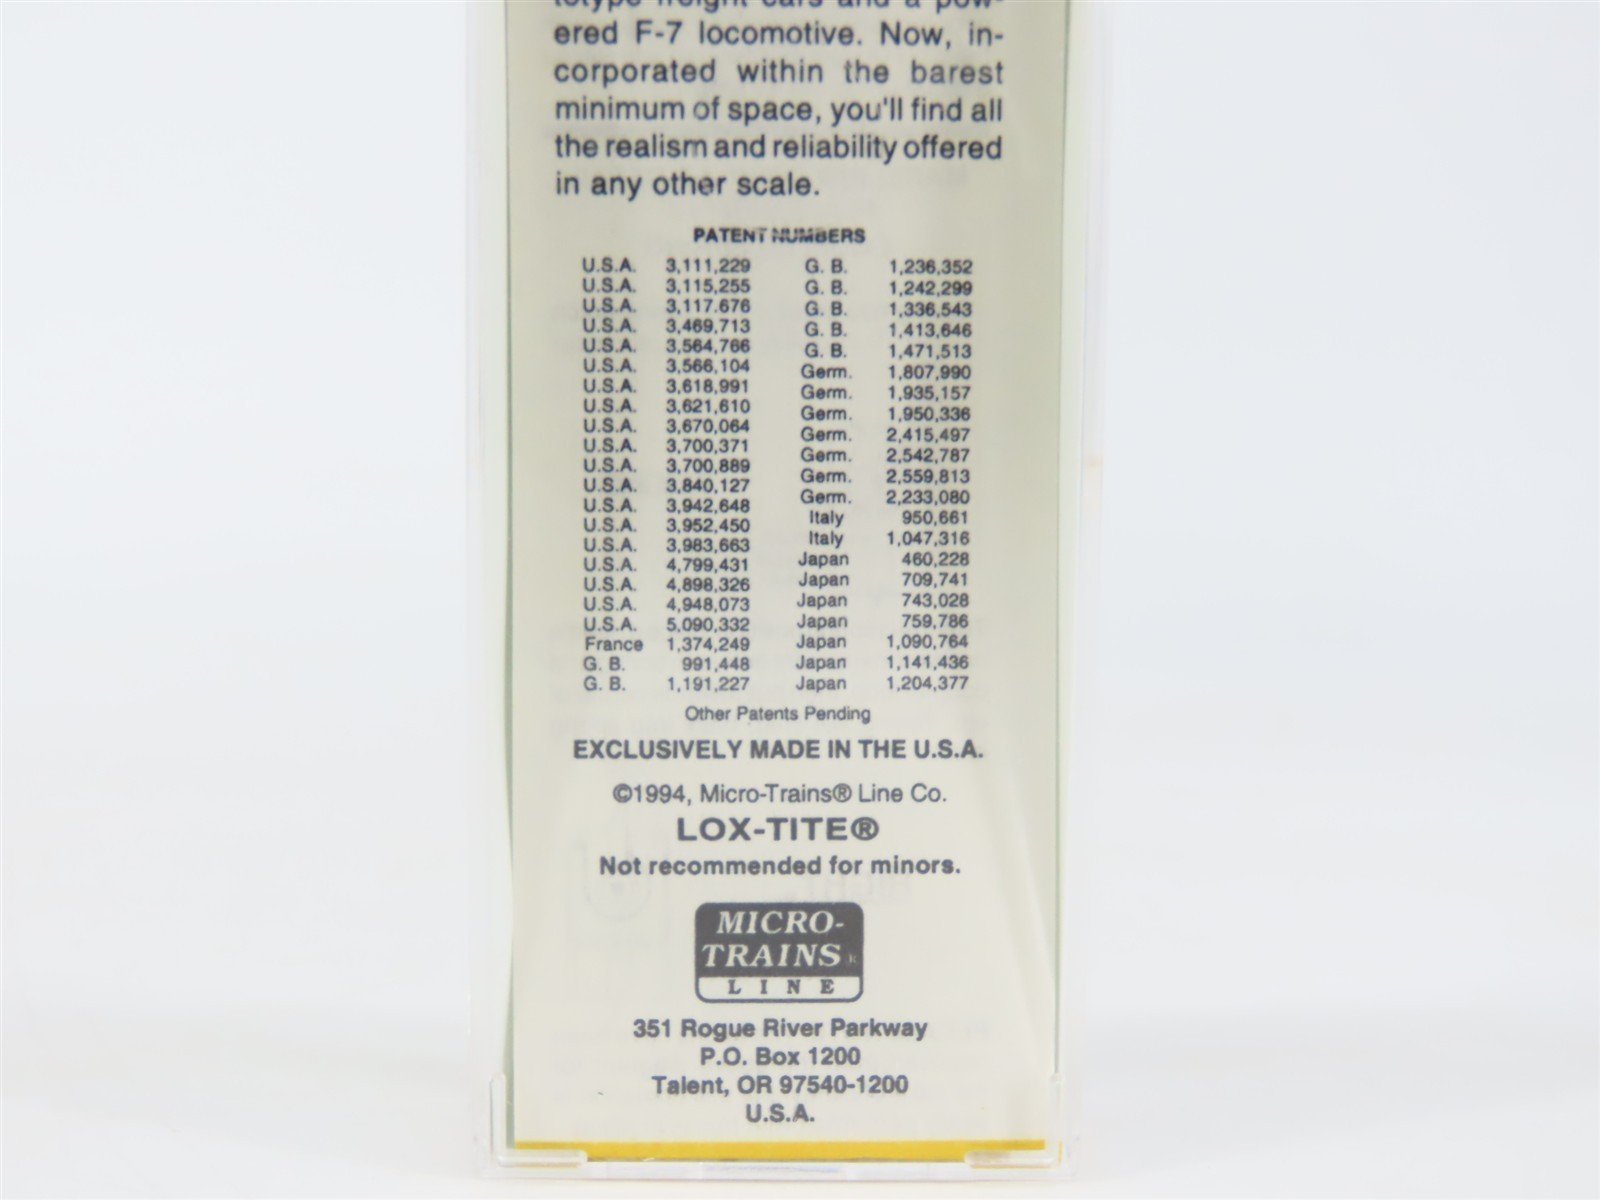 totype freight cars and a pow-
ered F-7 locomotive. Now, in-
corporated within the barest
minimum of space, you'll find all
the realism and reliability offered
in any other scale.
PATENT NUMBERS
U.S.A. 3,111,229 G. B. 1,236,352
U.S.A. 3,115,255 G. B. 1,242,299
U.S.A. 3,117.676 G. B. 1,336,543
U.S.A. 3,469,713 G. B. 1,413,646
U.S.A. 3,564,766 G. B. 1,471,513
U.S.A. 3,566,104 Germ. 1,807,990
U.S.A. 3,618,991 Germ. 1,935,157
U.S.A. 3,621,610 Germ. 1,950,336
U.S.A. 3,670,064 Germ. 2,415,497
U.S.A. 3,700,371 Germ. 2,542,787
U.S.A. 3,700,889 Germ. 2,559,813
U.S.A. 3,840,127 Germ. 2,233,080
U.S.A. 3,942,648 Italy 950,661
U.S.A. 3,952,450 Italy 1,047,316
U.S.A. 3,983,663 Japan 460,228
U.S.A. 4,799,431 Japan 709,741
U.S.A. 4,898,326 Japan 743,028
U.S.A. 4,948,073 Japan 759,786
U.S.A. 5,090,332 Japan 1,090,764
France 1,374,249 Japan 1,141,436
G. B. 991,448 Japan 1,204,377
G. B. 1,191,227
Other Patents Pending
EXCLUSIVELY MADE IN THE U.S.A.
©1994, Micro-Trains® Line Co.
LOX-TITE®
Not recommended for minors.
MICRO-
TRAINS
LINE
351 Rogue River Parkway
P.O. Box 1200
Talent, OR 97540-1200
U.S.A.